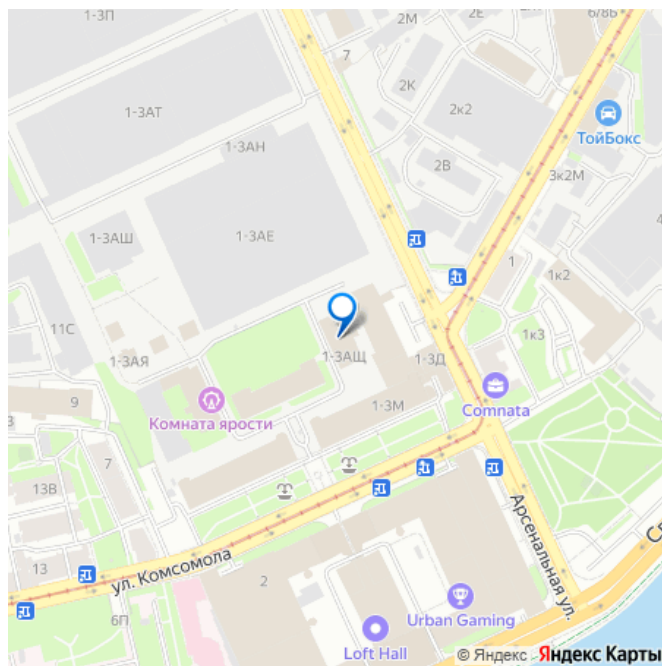 1-3П
2М
2Е
6/8Б
7
2К
1-3АТ
2к2
ТойБокс
1-3АН
2В
3к2М
1-3АШ
1-3АЕ
1
1к2
11С
1к3
1-3АЯ
1-3АЩ
1-3Д
9
Комната ярости
1-3М
Comnata
3
7
13В
ул. Комсомола
Арсенальная ул.
13
2
6П
Urban Gaming
Loft Hall
© Яндекс Яндекс Карты